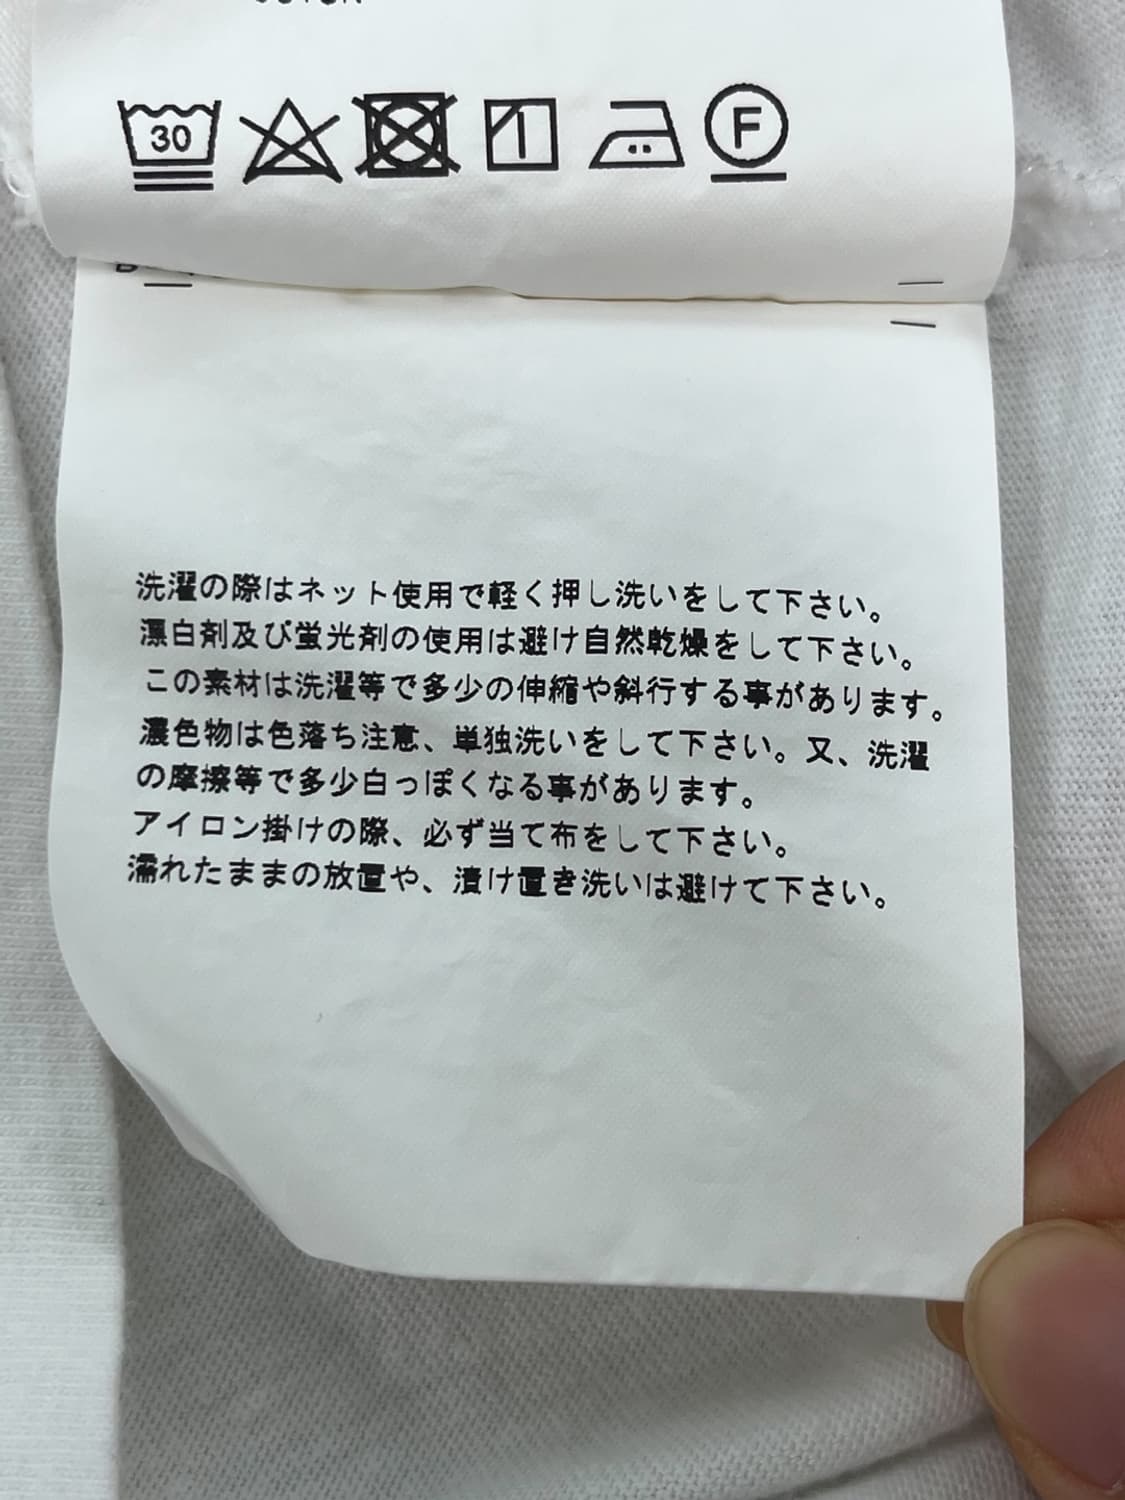 30
F
洗濯の際はネット使用で軽く押し洗いをして下さい。
漂白剤及び蛍光剤の使用は避け自然乾燥をして下さい。
この素材は洗濯等で多少の伸縮や斜行する事があります。
濃色物は色落ち注意、単独洗いをして下さい。又、洗濯
の摩擦等で多少白っぽくなる事があります。
アイロン掛けの際、必ず当て布をして下さい。
濡れたままの放置や、漬け置き洗いは避けて下さい。